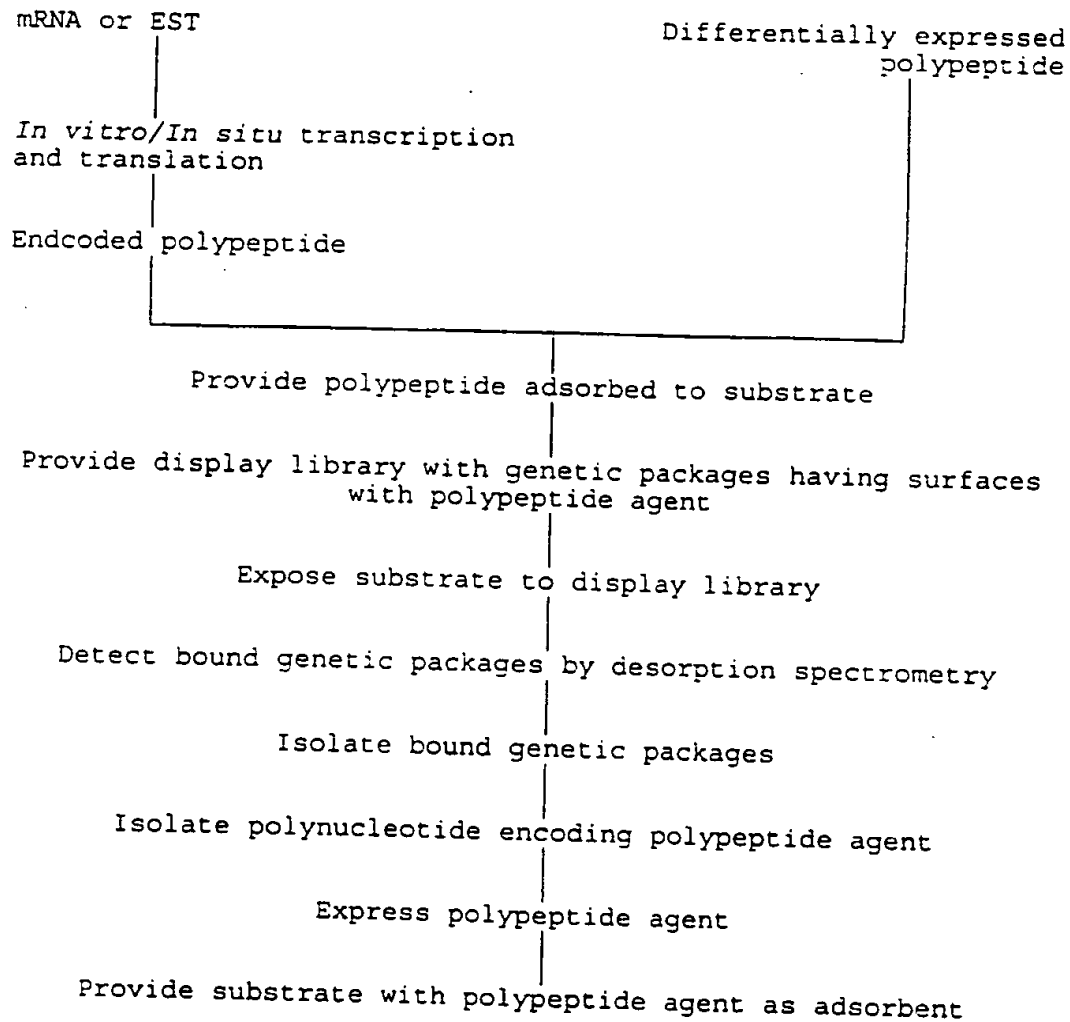 mRNA or EST
Differentially expressed
polypeptide
In vitro/In situ transcription
and translation
Endcoded polypeptide
Provide polypeptide adsorbed to substrate
Provide display library with genetic packages having surfaces
with polypeptide agent
Expose substrate to display library
Detect bound genetic packages by desorption spectrometry
Isolate bound genetic packages
Isolate polynucleotide encoding polypeptide agent
Express polypeptide agent
Provide substrate with polypeptide agent as adsorbent